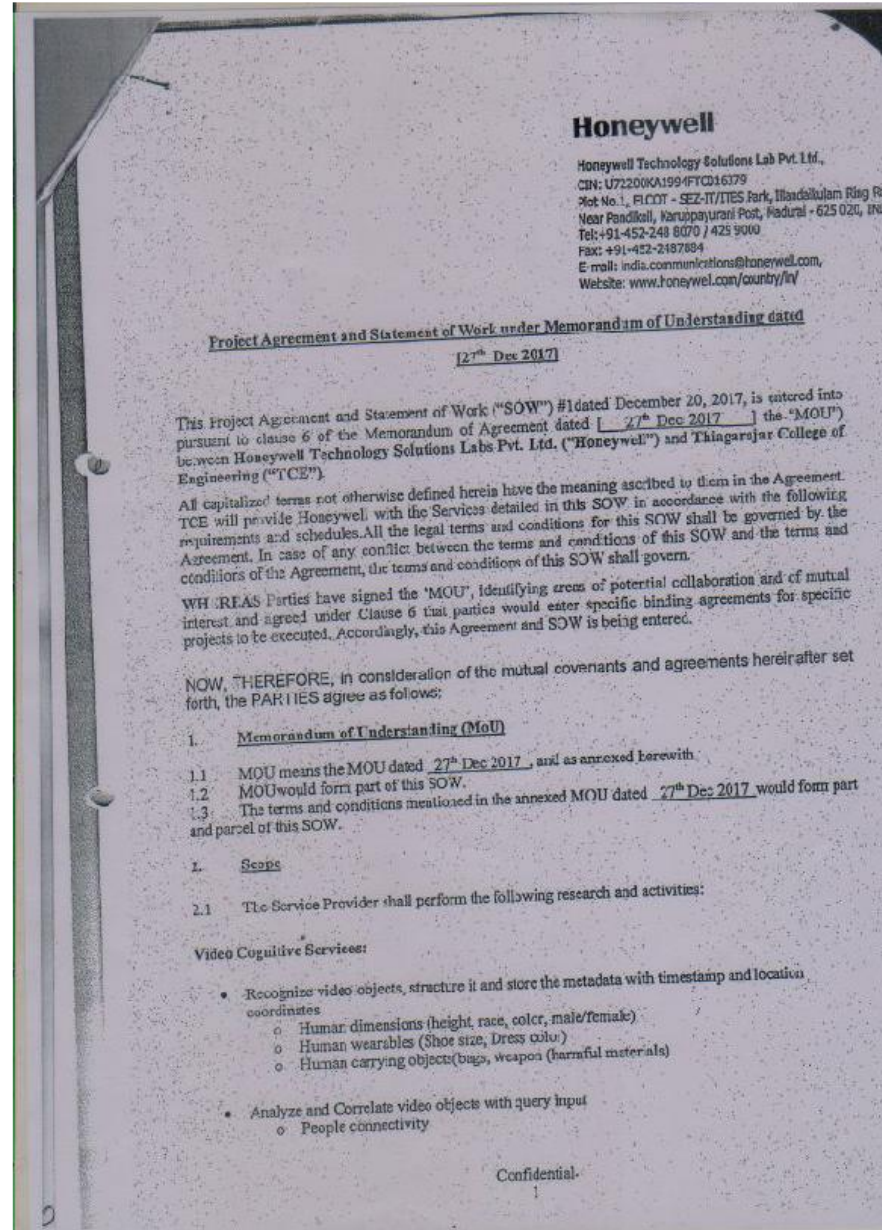 Honeywell
Honeywell Technology Solutions Lab Pvt. Ltd.,
CIN: U72200KA1994FTC016379
Plot No.1, ELCOT - SEZ-IT/ITES Park, Illandaikulam Ring
Near Pandikoil, Karuppayurani Post, Madurai - 625 020,
Tel:+91-452-248 8070 / 425 9000
Fax: +91-452-2487884
E-mail: india.communications@honeywell.com,
Website: www.honeywell.com/country/in/
Project Agreement and Statement of Work under Memorandum of Understanding dated
[27th Dec 2017]
This Project Agreement and Statement of Work ("SOW") #1dated December 20, 2017, is entered into
pursuant to clause 6 of the Memorandum of Agreement dated [ 27th Dec 2017 ] the "MOU")
between Honeywell Technology Solutions Labs Pvt. Ltd. ("Honeywell") and Thiagarajar College of
Engineering ("TCE").
All capitalized terms not otherwise defined herein have the meaning ascribed to them in the Agreement.
TCE will provide Honeywell with the Services detailed in this SOW in accordance with the following
requirements and schedules.All the legal terms and conditions for this SOW shall be governed by the
Agreement. In case of any conflict between the terms and conditions of this SOW and the terms and
conditions of the Agreement, the terms and conditions of this SOW shall govern.
WHEREAS Parties have signed the "MOU", identifying areas of potential collaboration and of mutual
interest and agreed under Clause 6 that parties would enter specific binding agreements for specific
projects to be executed. Accordingly, this Agreement and SOW is being entered.
NOW, THEREFORE, in consideration of the mutual covenants and agreements hereinafter set
forth, the PARTIES agree as follows:
1. Memorandum of Understanding (MoU)
1.1 MOU means the MOU dated 27th Dec 2017 , and as annexed herewith
1.2 MOUwould form part of this SOW.
1.3 The terms and conditions mentioned in the annexed MOU dated 27th Dec 2017 would form part
and parcel of this SOW.
2. Scope
2.1 The Service Provider shall perform the following research and activities:
Video Cognitive Services:
• Recognize video objects, structure it and store the metadata with timestamp and location
coordinates
o Human dimensions (height, race, color, male/female)
o Human wearables (Shoe size, Dress color)
o Human carrying objects(bags, weapon (harmful materials)
• Analyze and Correlate video objects with query input
o People connectivity
Confidential
1